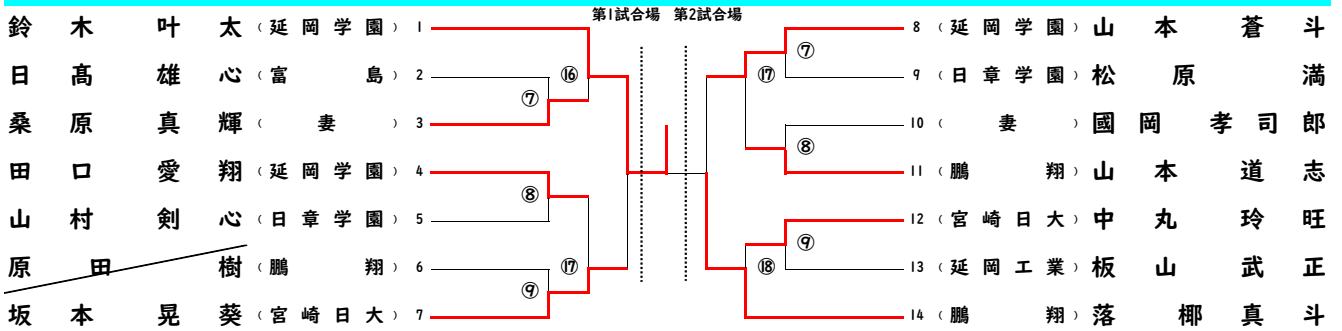 第1試合場 第2試合場
鈴木叶太（延岡学園）1
日髙雄心（富島）2
桑原真輝（妻）3
田口愛翔（延岡学園）4
山村剣心（日章学園）5
原田樹（鵬翔）6
坂本晃葵（宮崎日大）7
⑯
⑦
⑧
⑰
⑨
8（延岡学園）山本蒼斗
9（日章学園）松原満
10（妻）國岡孝司郎
11（鵬翔）山本道志
12（宮崎日大）中丸玲旺
13（延岡工業）板山武正
14（鵬翔）落椰真斗
⑦
⑰
⑧
⑨
⑱